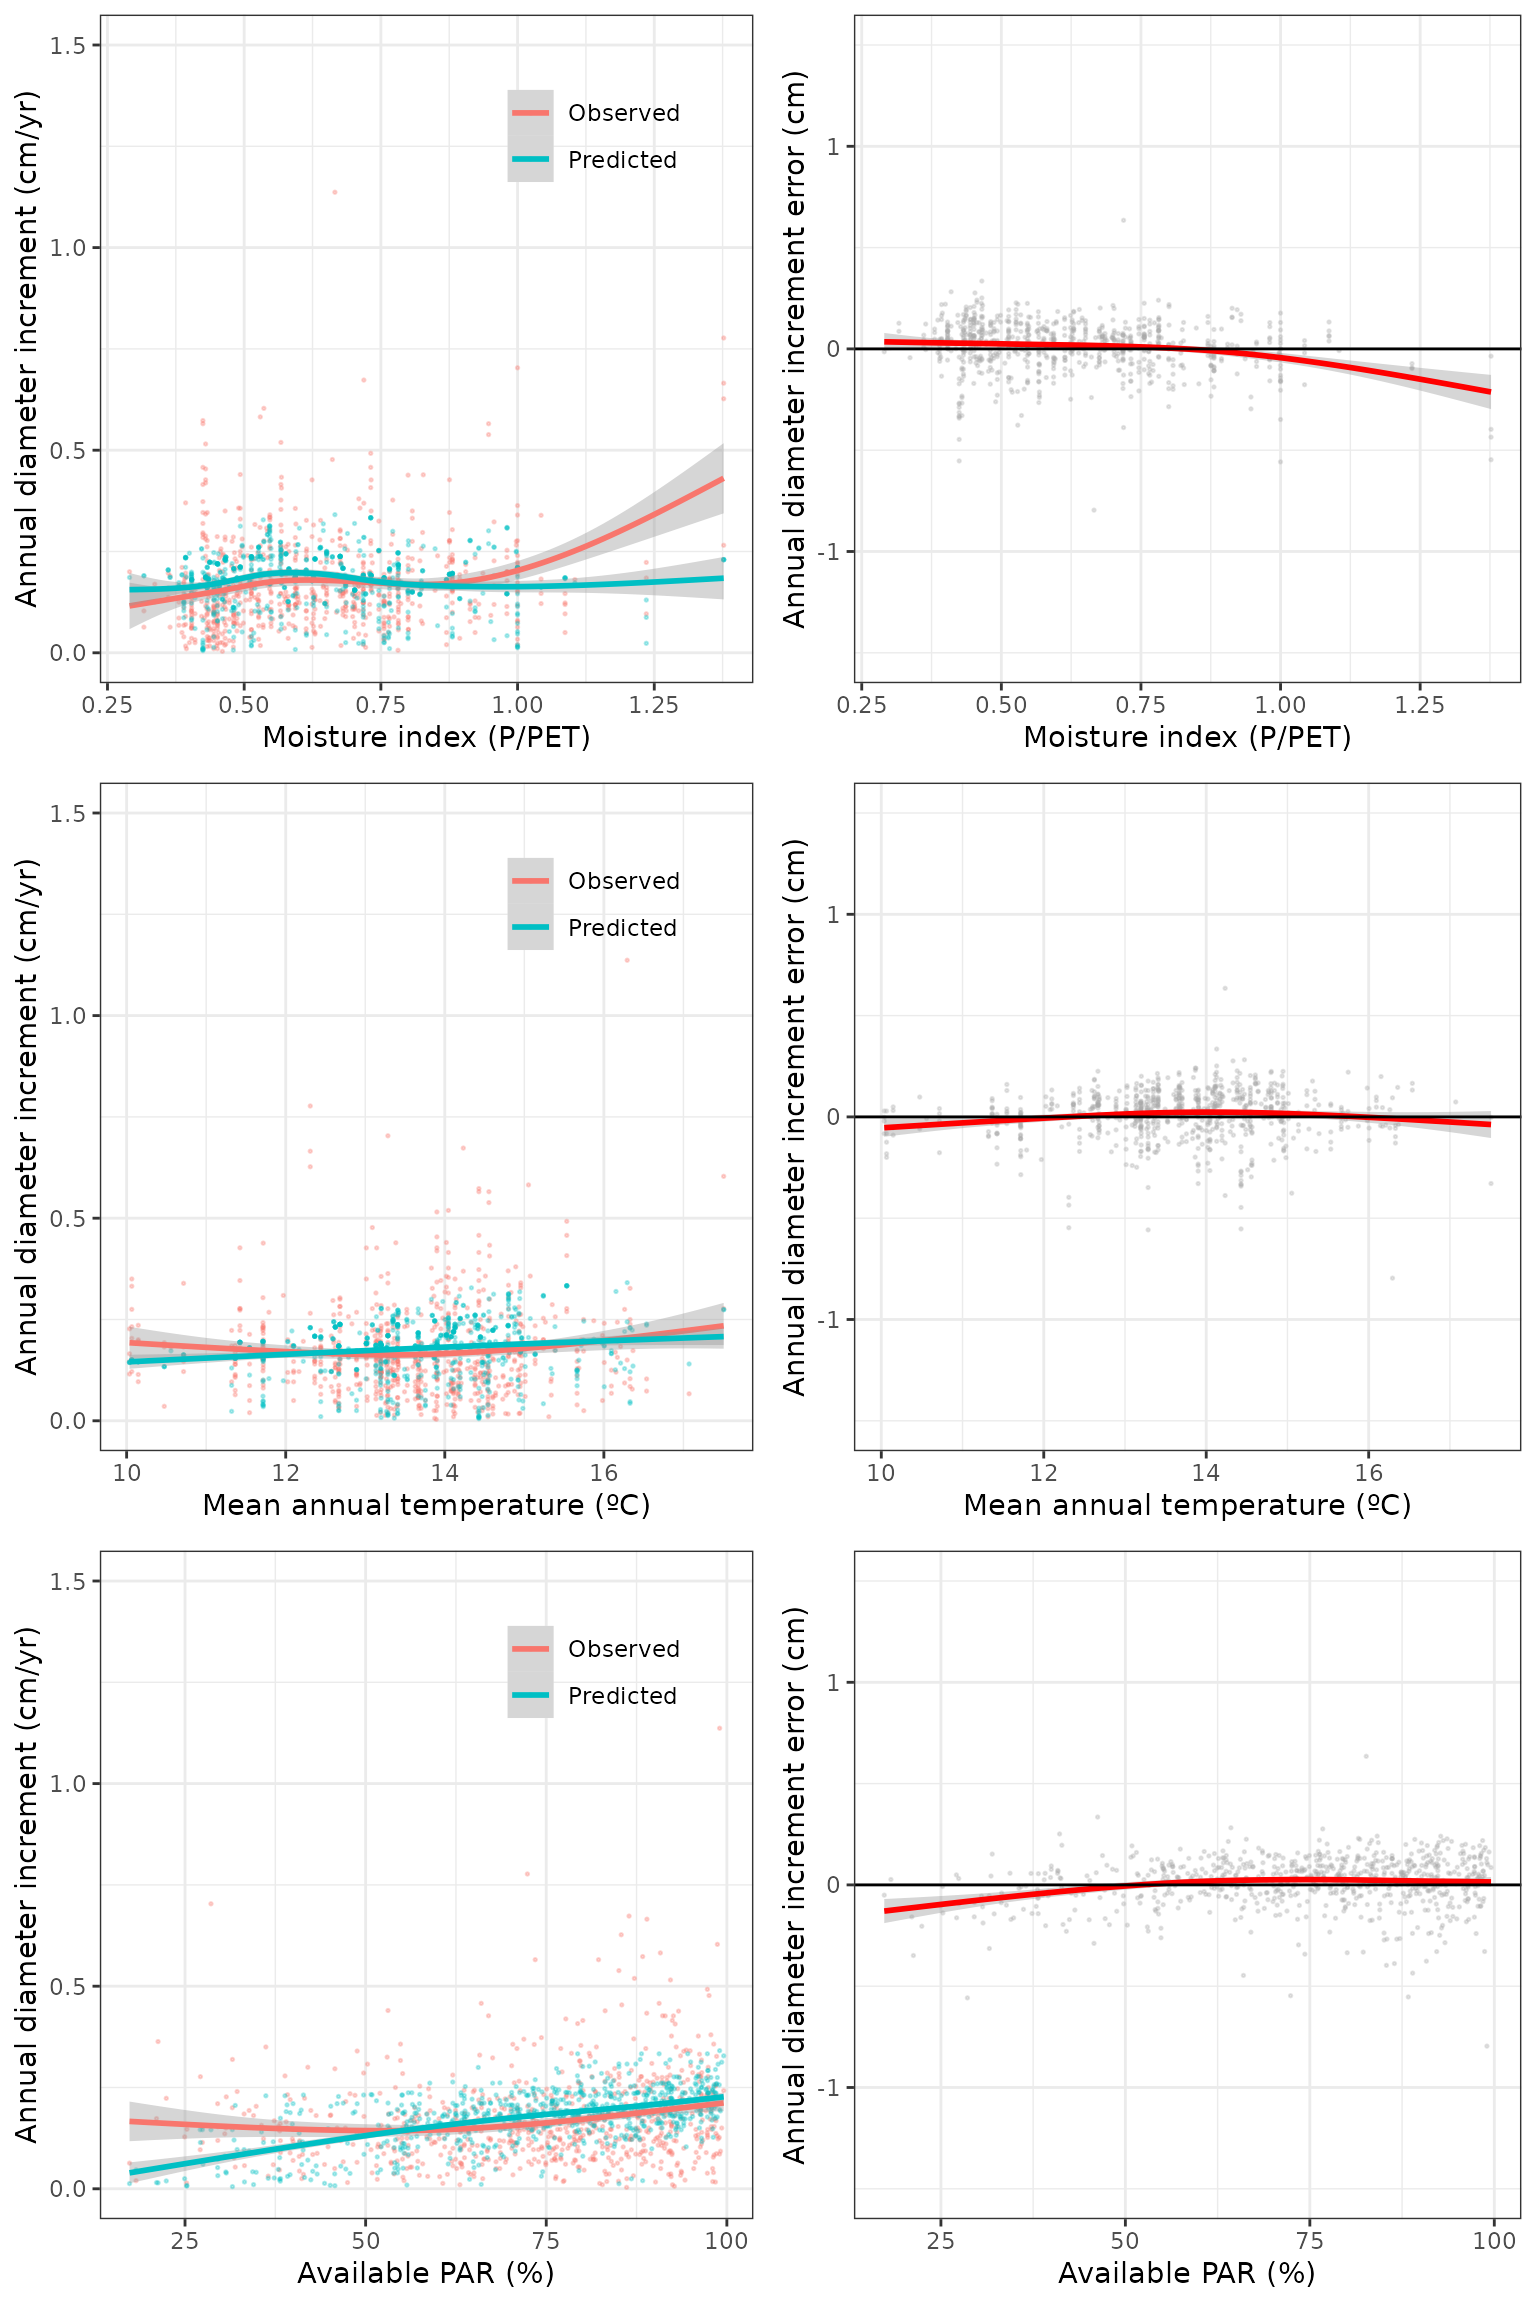 Annual diameter increment (cm/yr)
1.5
1.0
0.5
0.0
Observed
Predicted
0.25 0.50 0.75 1.00 1.25
Moisture index (P/PET)
Annual diameter increment error (cm)
1
0
-1
0.25 0.50 0.75 1.00 1.25
Moisture index (P/PET)
Annual diameter increment (cm/yr)
1.5
1.0
0.5
0.0
Observed
Predicted
10 12 14 16
Mean annual temperature (ºC)
Annual diameter increment error (cm)
1
0
-1
10 12 14 16
Mean annual temperature (ºC)
Annual diameter increment (cm/yr)
1.5
1.0
0.5
0.0
Observed
Predicted
25 50 75 100
Available PAR (%)
Annual diameter increment error (cm)
1
0
-1
25 50 75 100
Available PAR (%)